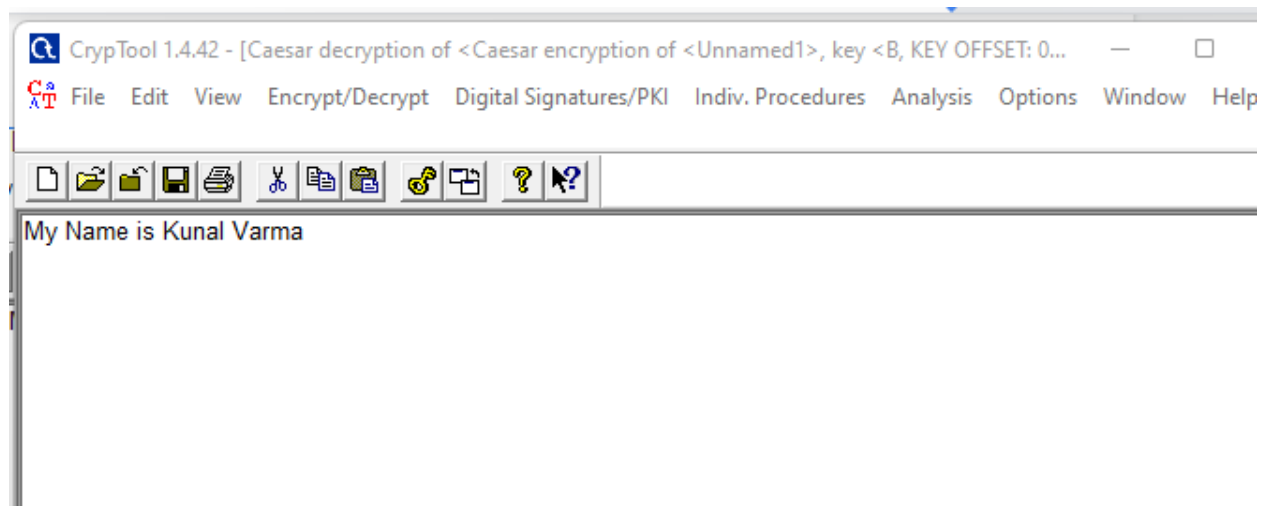 CrypTool 1.4.42 - [Caesar decryption of <Caesar encryption of <Unnamed1>, key <B, KEY OFFSET: 0...
File Edit View Encrypt/Decrypt Digital Signatures/PKI Indiv. Procedures Analysis Options Window Help
My Name is Kunal Varma